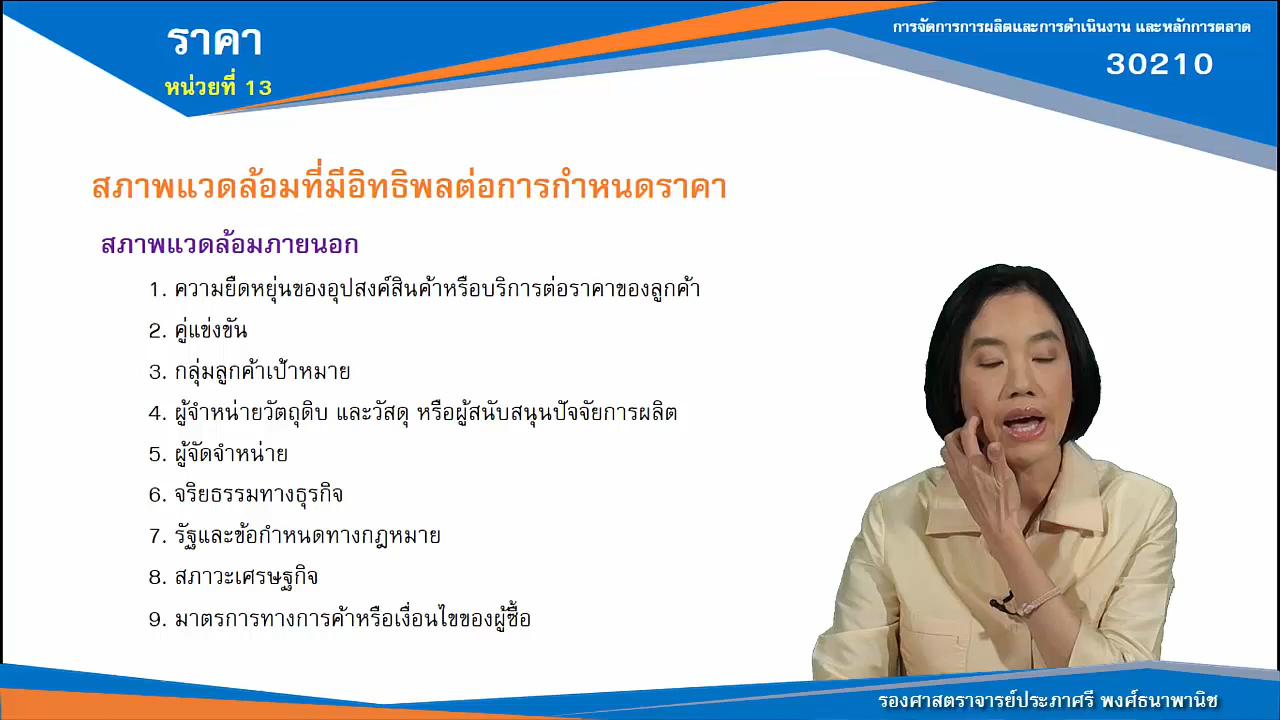 ราคา
หน่วยที่ 13
การจัดการการผลิตและการดำเนินงาน และหลักการตลาด
30210
สภาพแวดล้อมที่มีอิทธิพลต่อการกำหนดราคา
สภาพแวดล้อมภายนอก
1. ความยืดหยุ่นของอุปสงค์สินค้าหรือบริการต่อราคาของลูกค้า
2. คู่แข่งขัน
3. กลุ่มลูกค้าเป้าหมาย
4. ผู้จำหน่ายวัตถุดิบ และวัสดุ หรือผู้สนับสนุนปัจจัยการผลิต
5. ผู้จัดจำหน่าย
6. จริยธรรมทางธุรกิจ
7. รัฐและข้อกำหนดทางกฎหมาย
8. สภาวะเศรษฐกิจ
9. มาตรการทางการค้าหรือเงื่อนไขของผู้ซื้อ
รองศาสตราจารย์ประภาศรี พงศ์ธนาพานิช